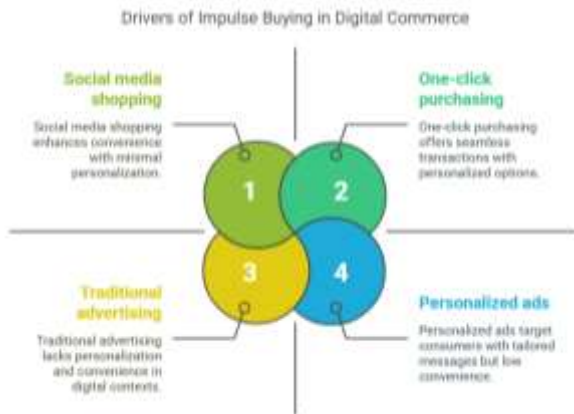 Drivers of Impulse Buying in Digital Commerce
Social media
shopping
Social media shopping
enhances convenience
with minimal
personalization.
One-click
purchasing
One-click purchasing
offers seamless
transactions with
personalized options.
1
2
3
4
Traditional
advertising
Traditional advertising
lacks personalization
and convenience in
digital contexts.
Personalized ads
Personalized ads target
consumers with tailored
messages but low
convenience.